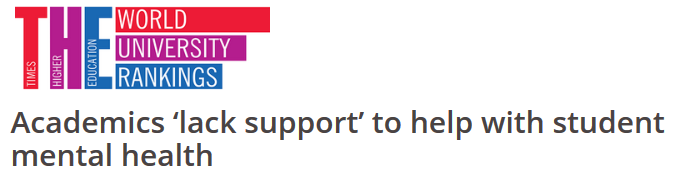 THE WORLD
UNIVERSITY
RANKINGS
TIMES
HIGHER
EDUCATION
Academics ‘lack support’ to help with student
mental health